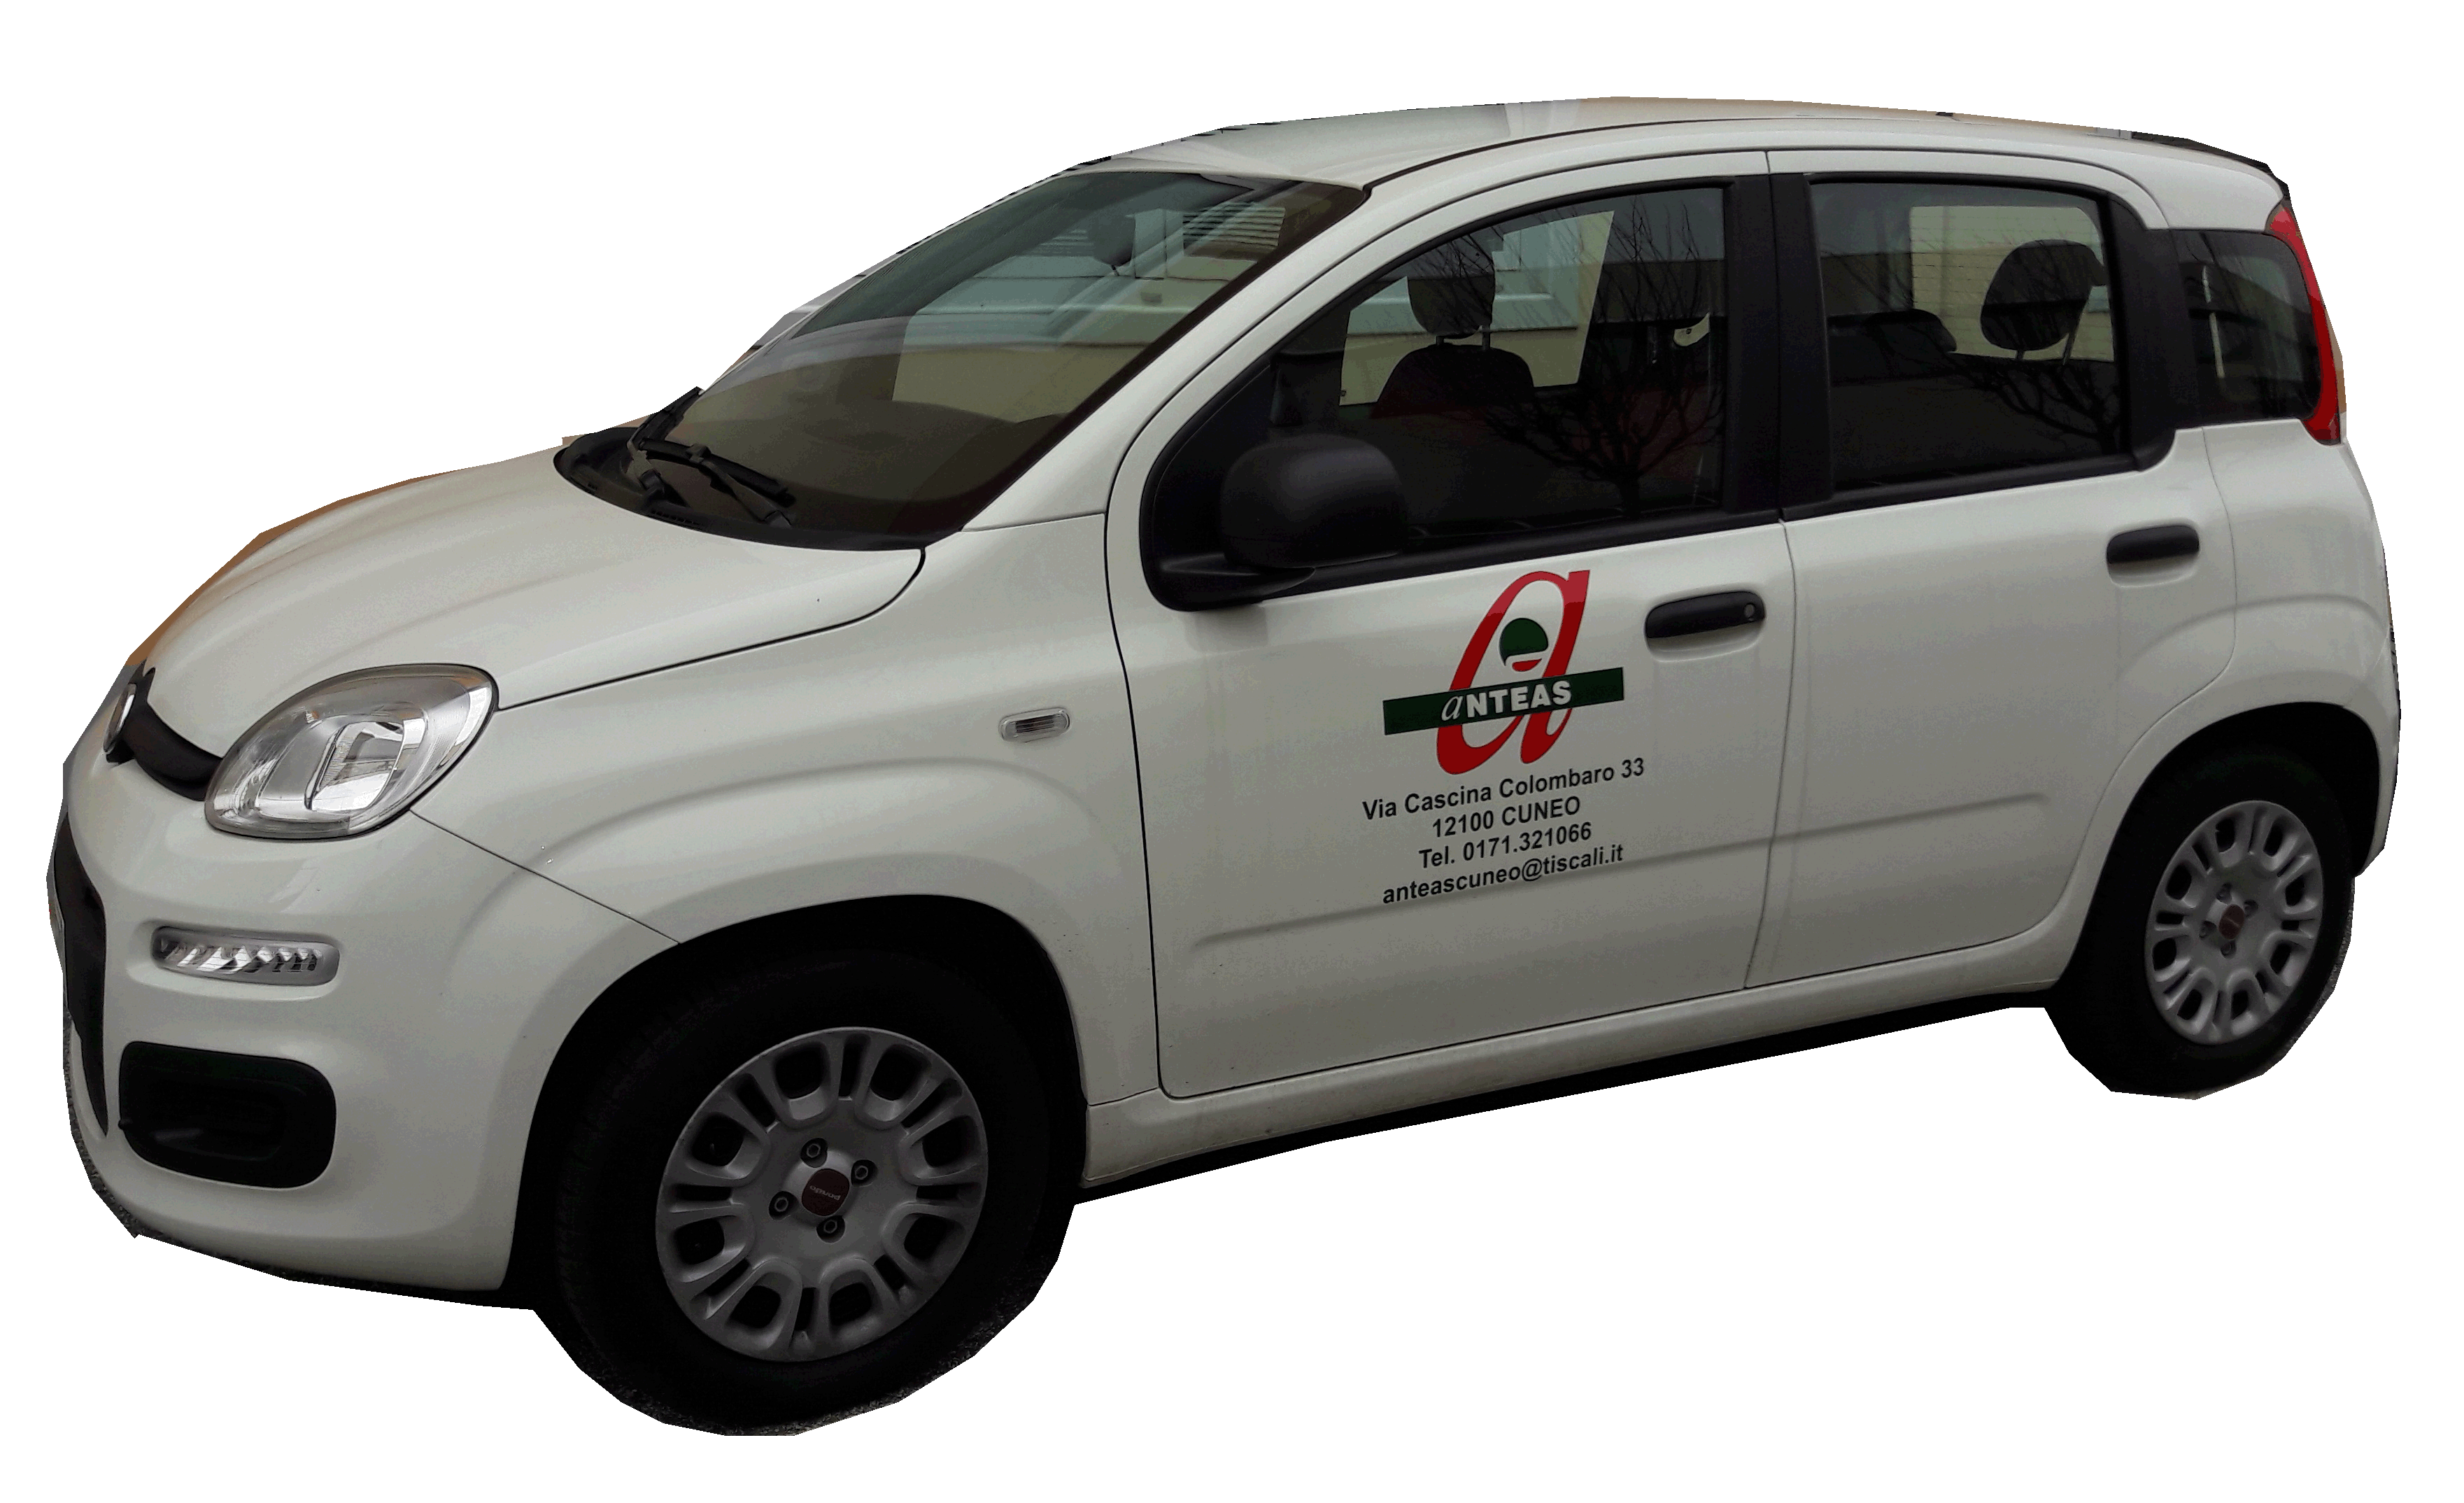 aNTEAS
Via Cascina Colombaro 33
12100 CUNEO
Tel. 0171.321066
anteascuneo@tiscali.it